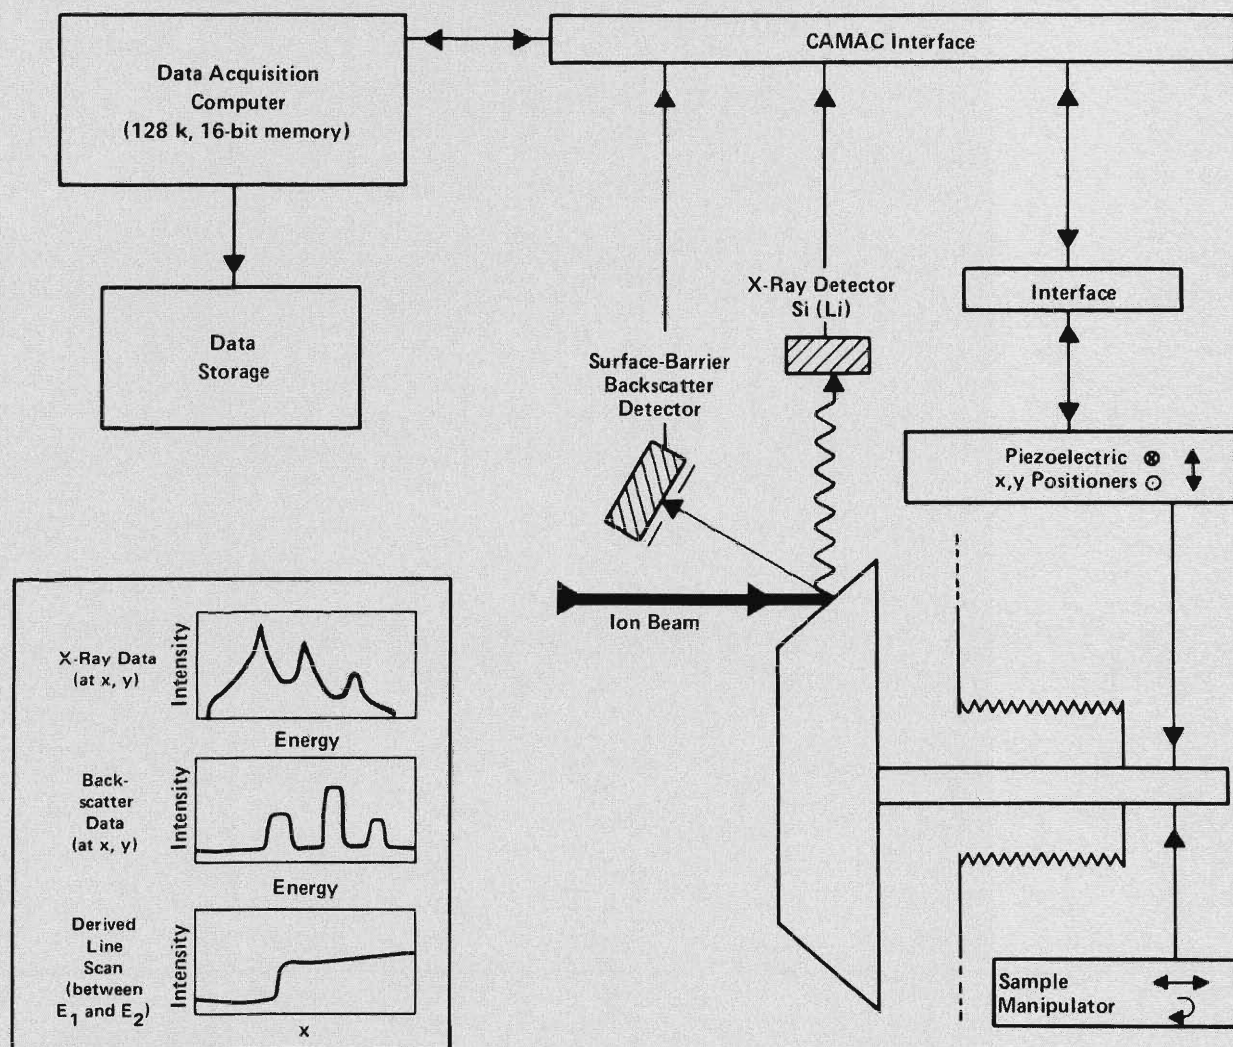 Data Acquisition
Computer
(128 k, 16-bit memory)
CAMAC Interface
Data
Storage
X-Ray Detector
Si (Li)
Interface
Surface-Barrier
Backscatter
Detector
Piezoelectric
x,y Positioners
Ion Beam
X-Ray Data
(at x, y)
Intensity
Energy
Back-
scatter
Data
(at x, y)
Intensity
Energy
Derived
Line
Scan
(between
E1 and E2)
Intensity
x
Sample
Manipulator